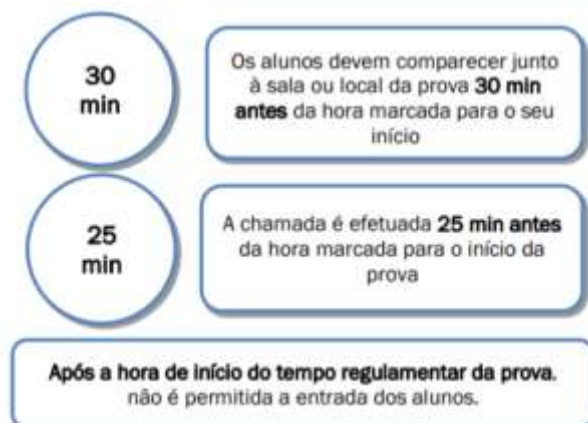 30
min
Os alunos devem comparecer junto
à sala ou local da prova 30 min
antes da hora marcada para o seu
início
25
min
A chamada é efetuada 25 min antes
da hora marcada para o início da
prova
Após a hora de início do tempo regulamentar da prova.
não é permitida a entrada dos alunos.